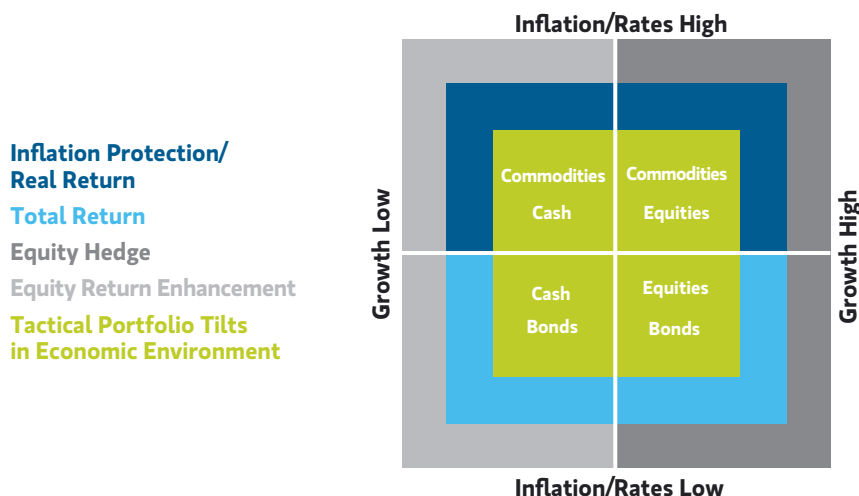 Inflation/Rates High
Inflation Protection/
Real Return
Total Return
Equity Hedge
Equity Return Enhancement
Tactical Portfolio Tilts
in Economic Environment
Growth Low
Commodities
Cash
Commodities
Equities
Cash
Bonds
Equities
Bonds
Growth High
Inflation/Rates Low